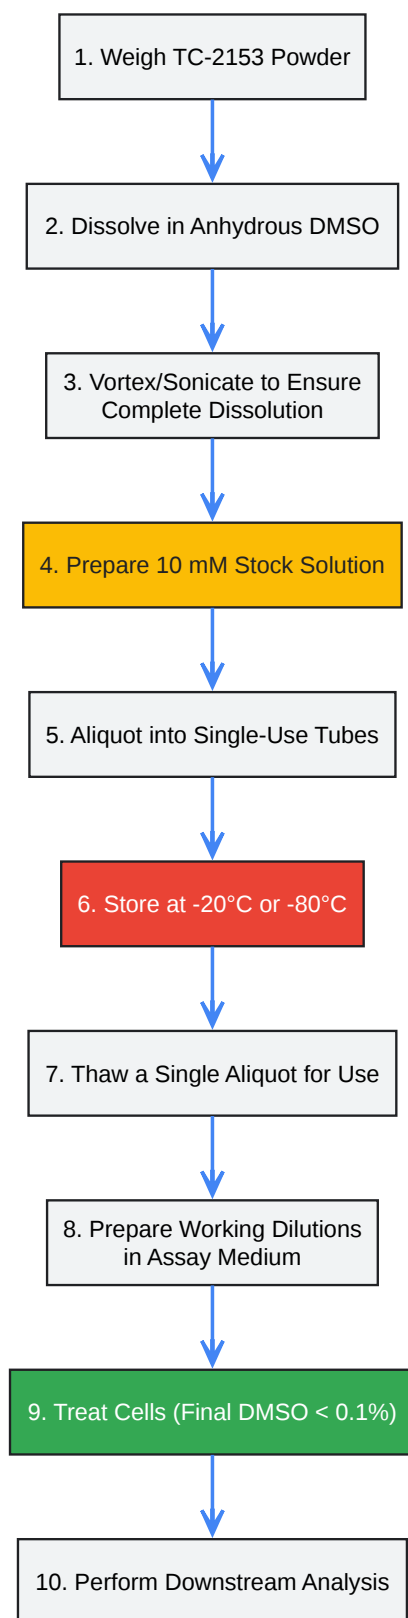 1. Weigh TC-2153 Powder
2. Dissolve in Anhydrous DMSO
3. Vortex/Sonicate to Ensure
Complete Dissolution
4. Prepare 10 mM Stock Solution
5. Aliquot into Single-Use Tubes
6. Store at -20°C or -80°C
7. Thaw a Single Aliquot for Use
8. Prepare Working Dilutions
in Assay Medium
9. Treat Cells (Final DMSO < 0.1%)
10. Perform Downstream Analysis